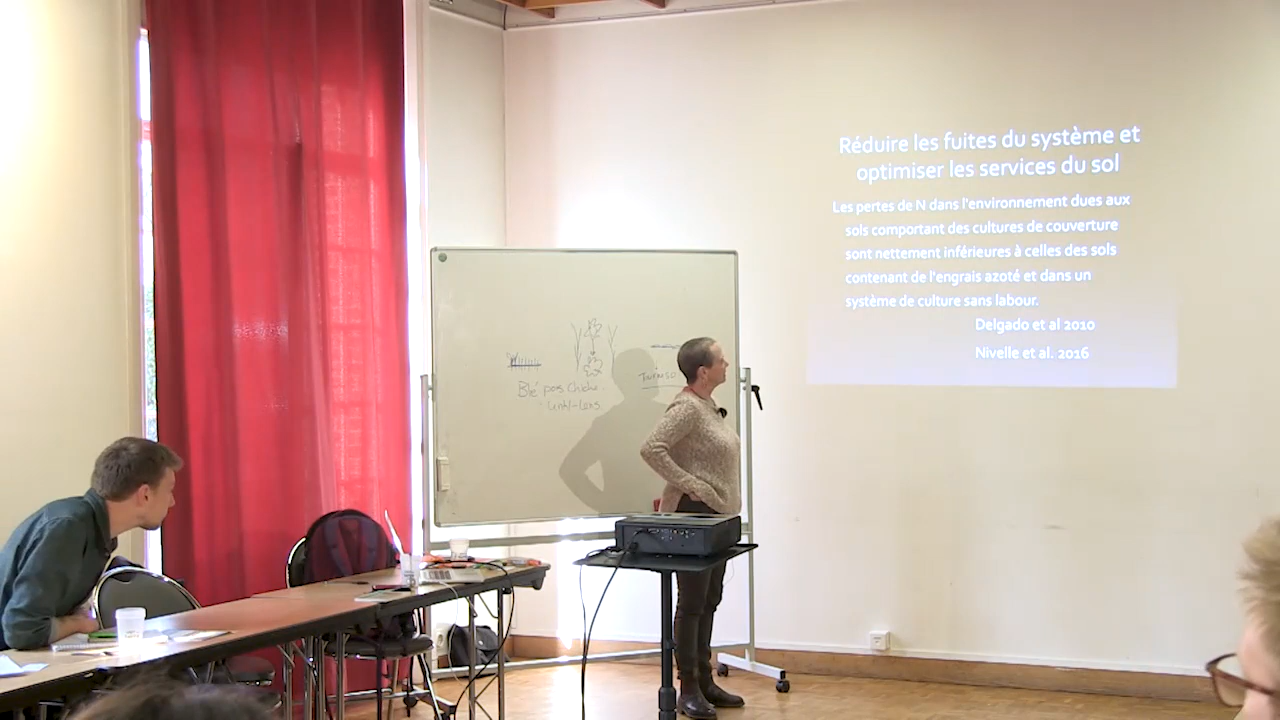 Réduire les fuites du système et
optimiser les services du sol
Les pertes de N dans l'environnement dues aux
sols comportant des cultures de couverture
sont nettement inférieures à celles des sols
contenant de l'engrais azoté et dans un
système de culture sans labour.
Delgado et al 2010
Nivelle et al. 2016
Blé pois chiche